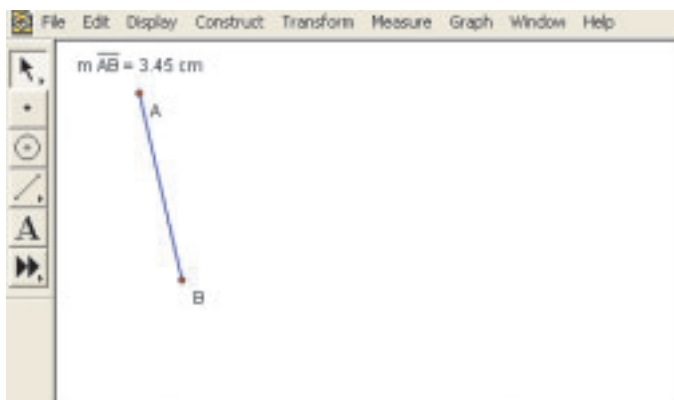 File Edit Display Construct Transform Measure Graph Window Help
m AB = 3.45 cm
A
B
A